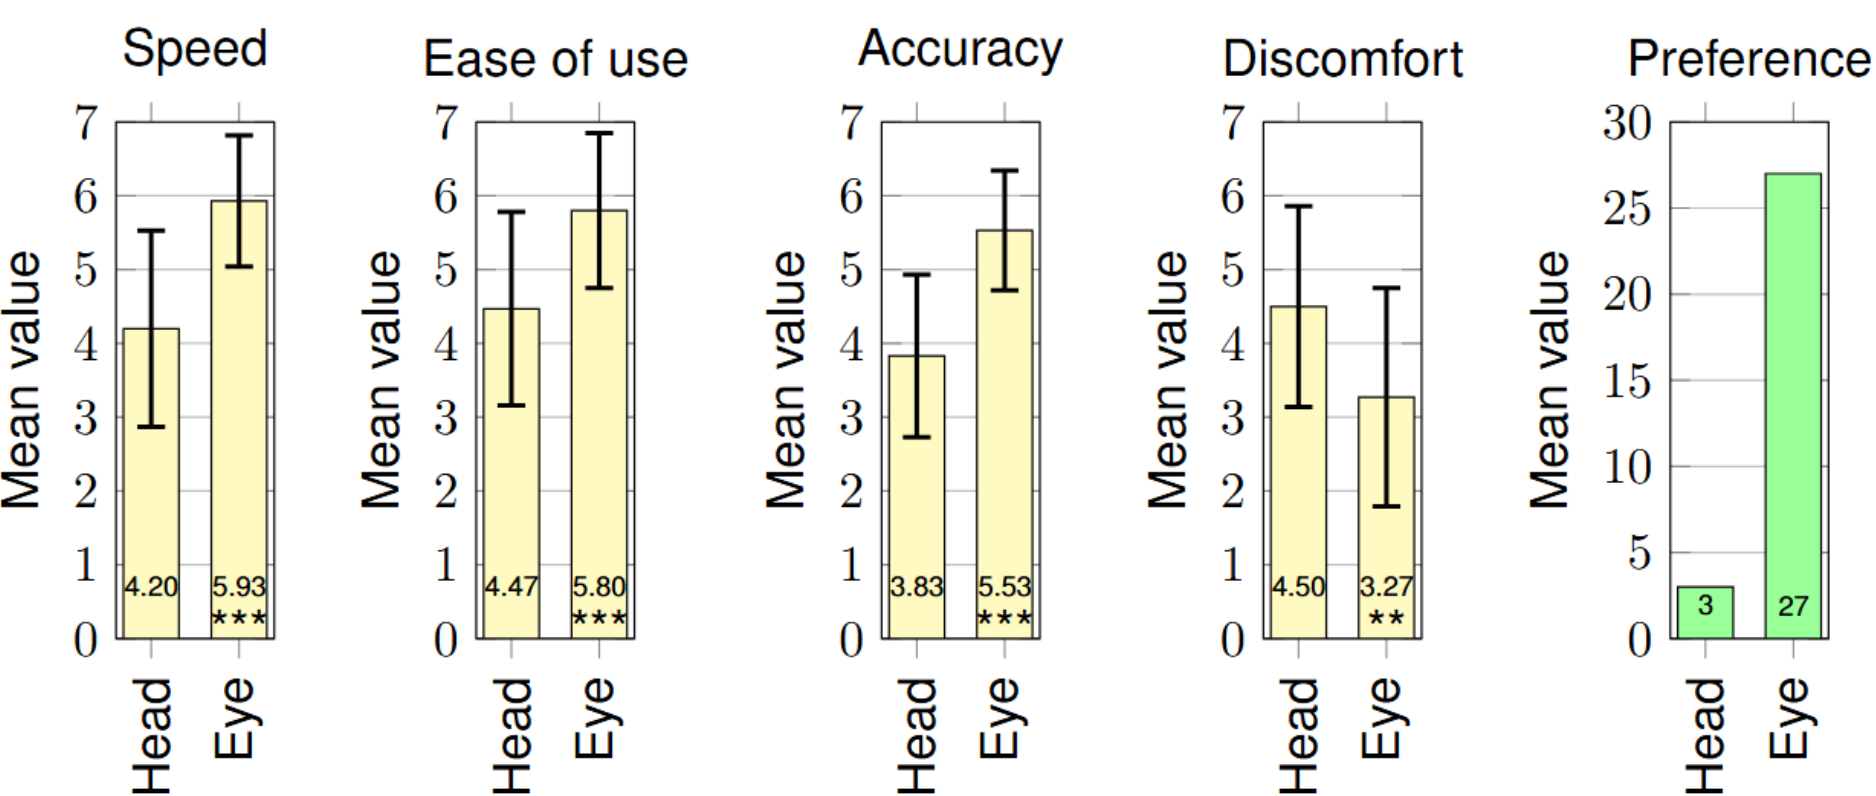 Speed
Mean value
7
6
5
4
3
2
1
0
4.20
5.93
***
Head
Eye
Ease of use
Mean value
7
6
5
4
3
2
1
0
4.47
5.80
***
Head
Eye
Accuracy
Mean value
7
6
5
4
3
2
1
0
3.83
5.53
***
Head
Eye
Discomfort
Mean value
7
6
5
4
3
2
1
0
4.50
3.27
**
Head
Eye
Preference
Mean value
30
25
20
15
10
5
0
3
27
Head
Eye